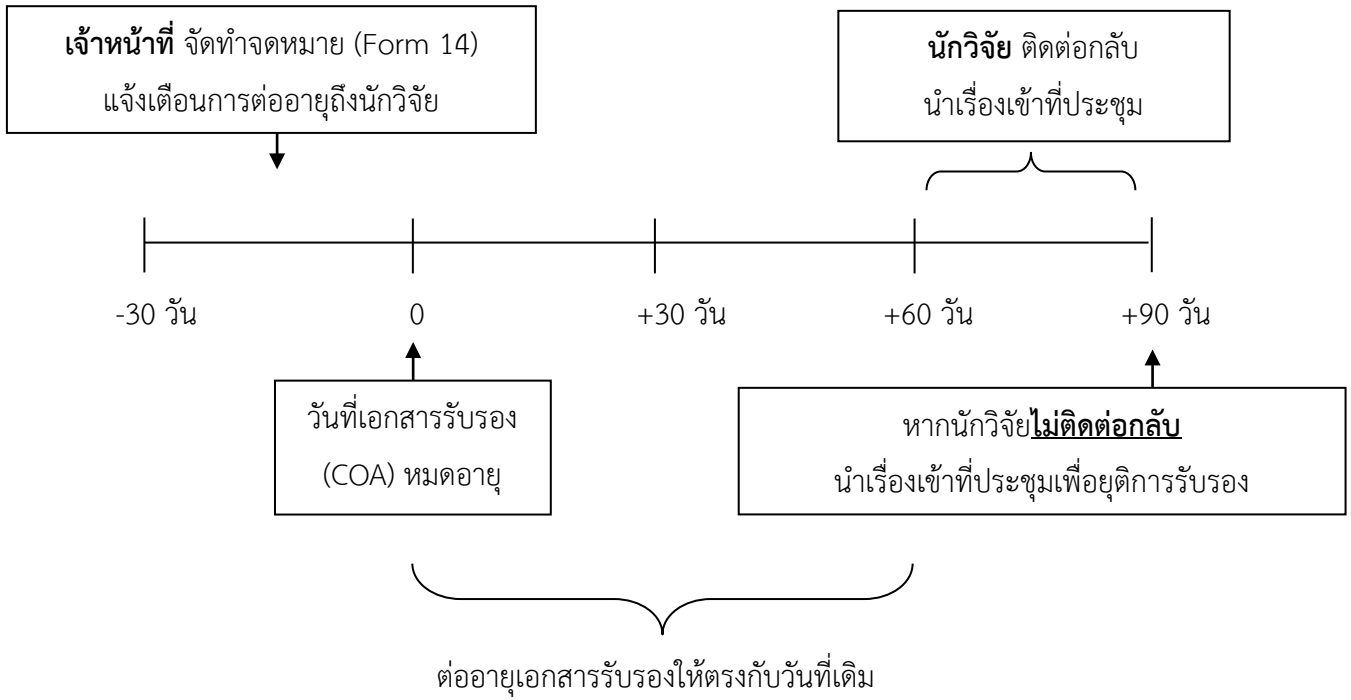 เจ้าหน้าที่ จัดทำจดหมาย (Form 14)
แจ้งเตือนการต่ออายุถึงนักวิจัย
นักวิจัย ติดต่อกลับ
นำเรื่องเข้าที่ประชุม
-30 วัน
0
+30 วัน
+60 วัน
+90 วัน
วันที่เอกสารรับรอง
(COA) หมดอายุ
หากนักวิจัยไม่ติดต่อกลับ
นำเรื่องเข้าที่ประชุมเพื่อยุติการรับรอง
ต่ออายุเอกสารรับรองให้ตรงกับวันที่เดิม